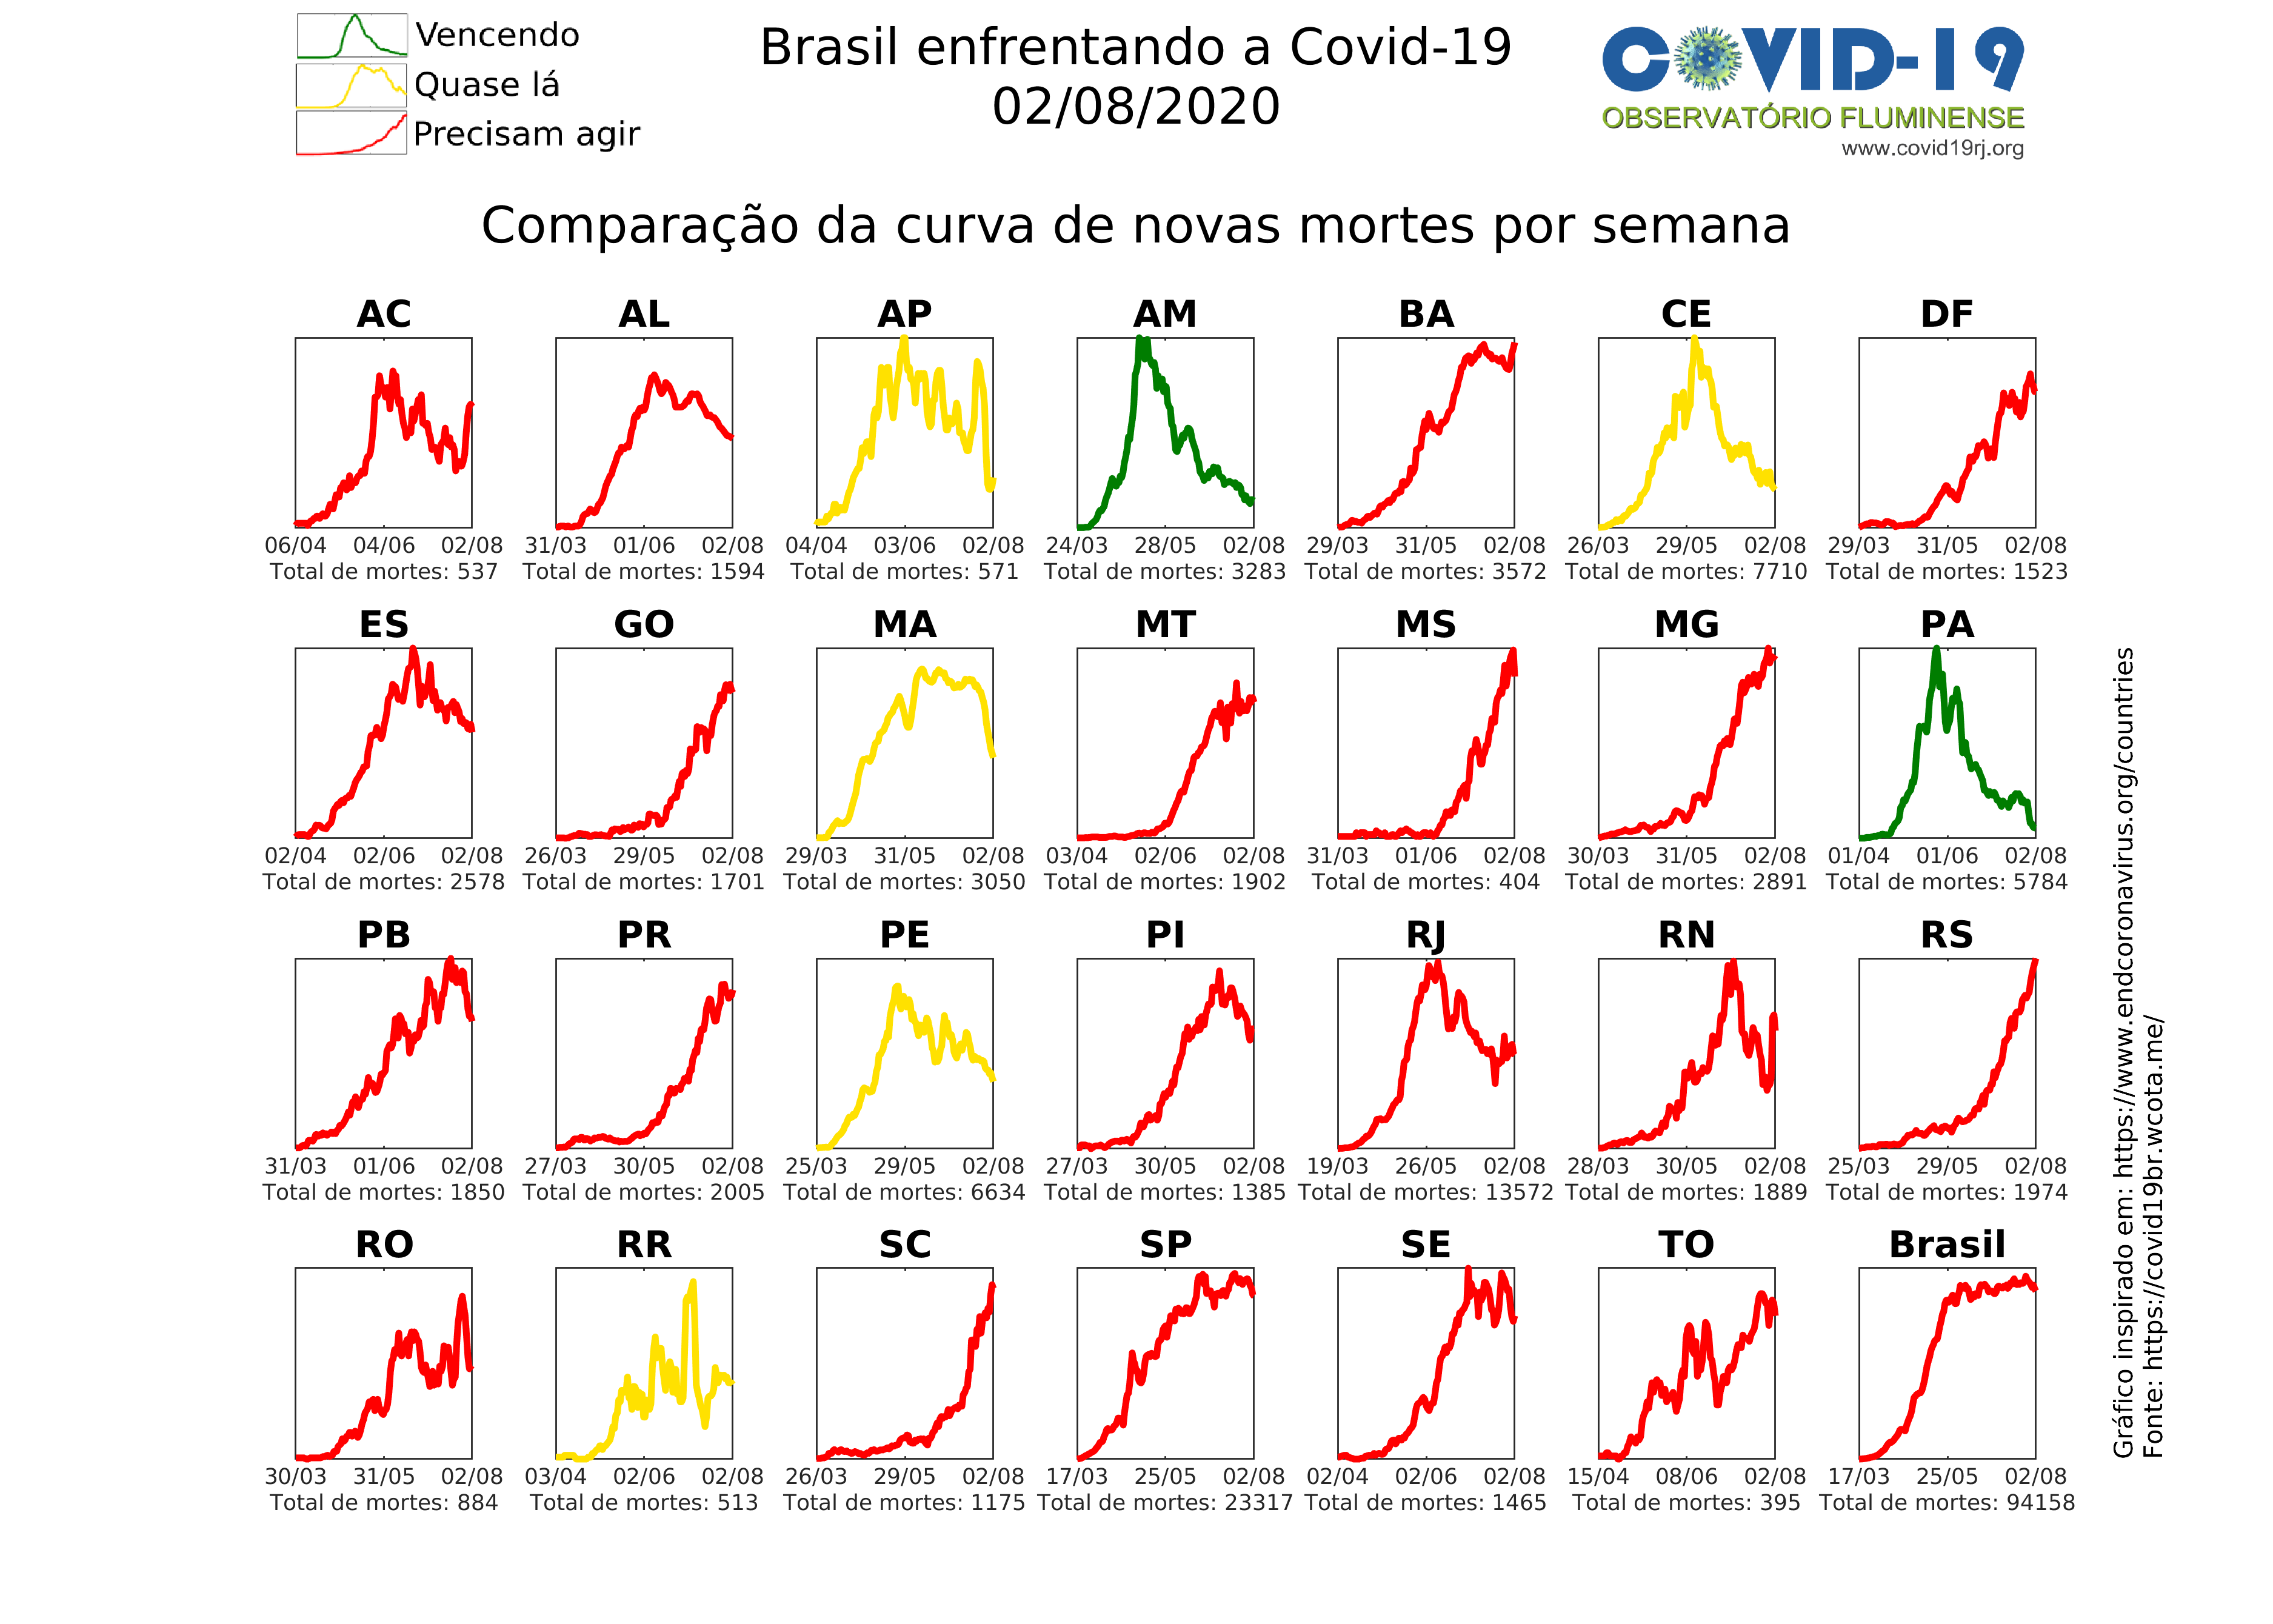 Vencendo
Quase lá
Precisam agir
Brasil enfrentando a Covid-19
02/08/2020
COVID-19
OBSERVATÓRIO FLUMINENSE
www.covid19rj.org
Comparação da curva de novas mortes por semana
AC AL AP AM BA CE DF
06/04 04/06 02/08 31/03 01/06 02/08 04/04 03/06 02/08 24/03 28/05 02/08 29/03 31/05 02/08 26/03 29/05 02/08 29/03 31/05 02/08
Total de mortes: 537 Total de mortes: 1594 Total de mortes: 571 Total de mortes: 3283 Total de mortes: 3572 Total de mortes: 7710 Total de mortes: 1523
ES GO MA MT MS MG PA
02/04 02/06 02/08 26/03 29/05 02/08 29/03 31/05 02/08 03/04 02/06 02/08 31/03 01/06 02/08 30/03 31/05 02/08 01/04 01/06 02/08
Total de mortes: 2578 Total de mortes: 1701 Total de mortes: 3050 Total de mortes: 1902 Total de mortes: 404 Total de mortes: 2891 Total de mortes: 5784
PB PR PE PI RJ RN RS
31/03 01/06 02/08 27/03 30/05 02/08 25/03 29/05 02/08 27/03 30/05 02/08 19/03 26/05 02/08 28/03 30/05 02/08 25/03 29/05 02/08
Total de mortes: 1850 Total de mortes: 2005 Total de mortes: 6634 Total de mortes: 1385 Total de mortes: 13572 Total de mortes: 1889 Total de mortes: 1974
RO RR SC SP SE TO Brasil
30/03 31/05 02/08 03/04 02/06 02/08 26/03 29/05 02/08 17/03 25/05 02/08 02/04 02/06 02/08 15/04 08/06 02/08 17/03 25/05 02/08
Total de mortes: 884 Total de mortes: 513 Total de mortes: 1175 Total de mortes: 23317 Total de mortes: 1465 Total de mortes: 395 Total de mortes: 94158
Gráfico inspirado em: https://www.endcoronavirus.org/countries
Fonte: https://covid19br.wcota.me/